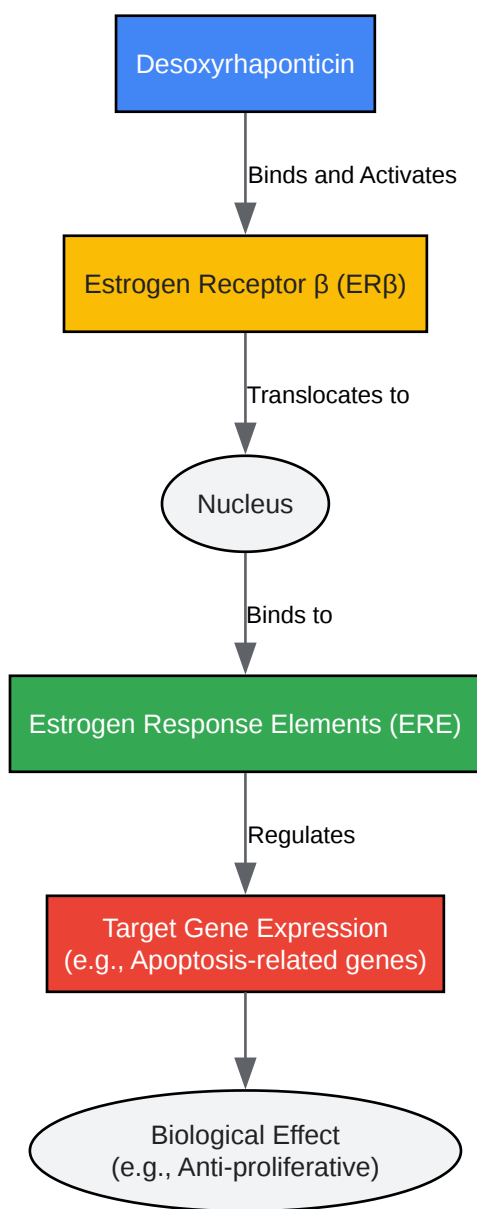 Desoxyrhaponticin
Binds and Activates
Estrogen Receptor β (ERβ)
Translocates to
Nucleus
Binds to
Estrogen Response Elements (ERE)
Regulates
Target Gene Expression
(e.g., Apoptosis-related genes)
Biological Effect
(e.g., Anti-proliferative)